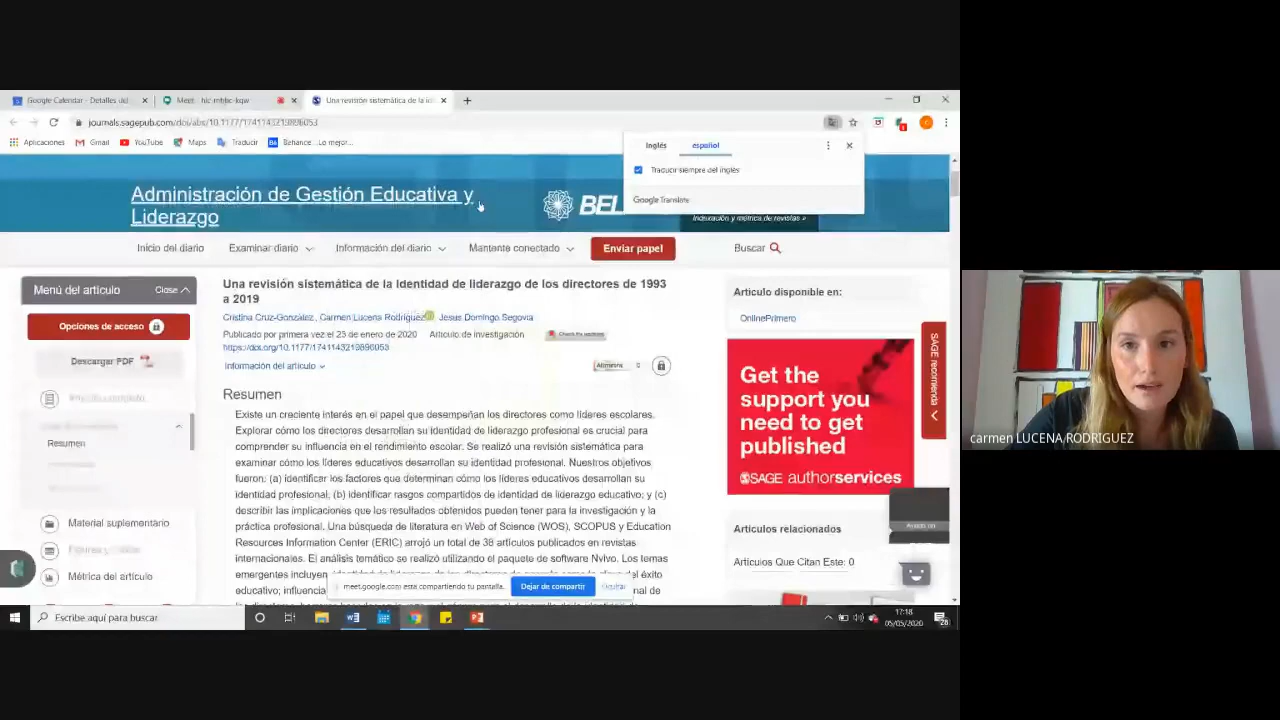 Google Calendar - Detalles del
Una revisión sistemática de la
journals.sagepub.com/doi/abs/10.1177/1741143219896053
Aplicaciones
Gmail
YouTube
Maps
Traducir
Behance ...Lo mejor...
Inglés
español
Traducir siempre del inglés
Google Translate
Administración de Gestión Educativa y
Liderazgo
BEL
Indexación y métrica de revistas »
Inicio del diario
Examinar diario
Información del diario
Mantente conectado
Enviar papel
Buscar
Menú del artículo
Close
Opciones de acceso
Descargar PDF
Resumen
Material suplementario
Métrica del artículo
Una revisión sistemática de la identidad de liderazgo de los directores de 1993
a 2019
Cristina Cruz-González, Carmen Lucena Rodríguez, Jesús Domingo Segovia
Publicado por primera vez el 23 de enero de 2020 Artículo de investigación
https://doi.org/10.1177/1741143219896053
Información del artículo
Resumen
Existe un creciente interés en el papel que desempeñan los directores como líderes escolares.
Explorar cómo los directores desarrollan su identidad de liderazgo profesional es crucial para
comprender su influencia en el rendimiento escolar. Se realizó una revisión sistemática para
examinar cómo los líderes educativos desarrollan su identidad profesional. Nuestros objetivos
fueron: (a) identificar los factores que determinan cómo los líderes educativos desarrollan su
identidad profesional; (b) identificar rasgos compartidos de identidad de liderazgo educativo; y (c)
describir las implicaciones que los resultados obtenidos pueden tener para la investigación y la
práctica profesional. Una búsqueda de literatura en Web of Science (WOS), SCOPUS y Education
Resources Information Center (ERIC) arrojó un total de 38 artículos publicados en revistas
internacionales. El análisis temático se realizó utilizando el paquete de software Nvivo. Los temas
emergentes incluyen
del éxito
educativo; influencia
nal de
meet.google.com está compartiendo tu pantalla.
Dejar de compartir
Ocultar
Artículo disponible en:
OnlinePrimero
Get the
support you
need to get
published
SAGE authorservices
SAGE recomienda
Artículos relacionados
Artículos Que Citan Este: 0
carmen LUCENA RODRIGUEZ
Escribe aquí para buscar
17:18
05/05/2020